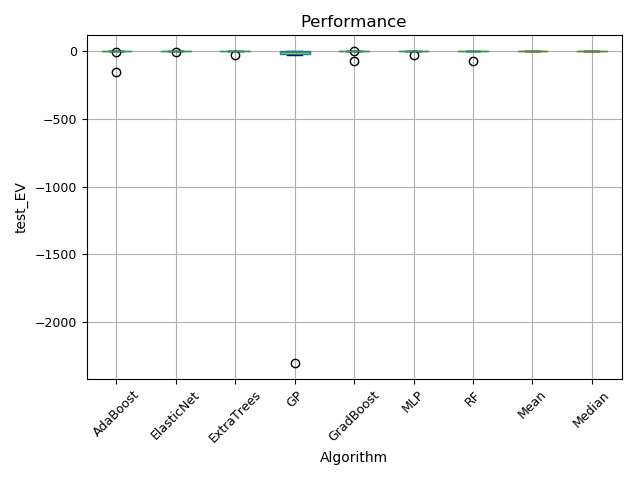 Performance
test_EV
0
−500
−1000
−1500
−2000
AdaBoost
ElasticNet
ExtraTrees
GP
GradBoost
MLP
RF
Mean
Median
Algorithm